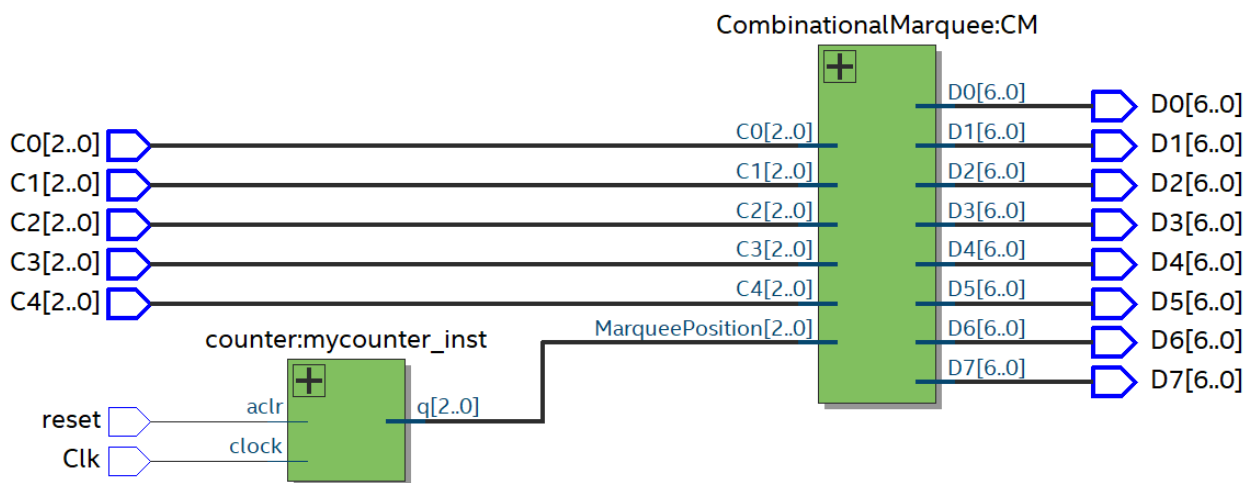 CombinationalMarquee:CM
D0[6..0] D0[6..0]
C0[2..0] C0[2..0] D1[6..0] D1[6..0]
C1[2..0] C1[2..0] D2[6..0] D2[6..0]
C2[2..0] C2[2..0] D3[6..0] D3[6..0]
C3[2..0] C3[2..0] D4[6..0] D4[6..0]
C4[2..0] C4[2..0] D5[6..0] D5[6..0]
counter:mycounter_inst MarqueePosition[2..0] D6[6..0] D6[6..0]
D7[6..0] D7[6..0]
reset aclr q[2..0]
Clk clock